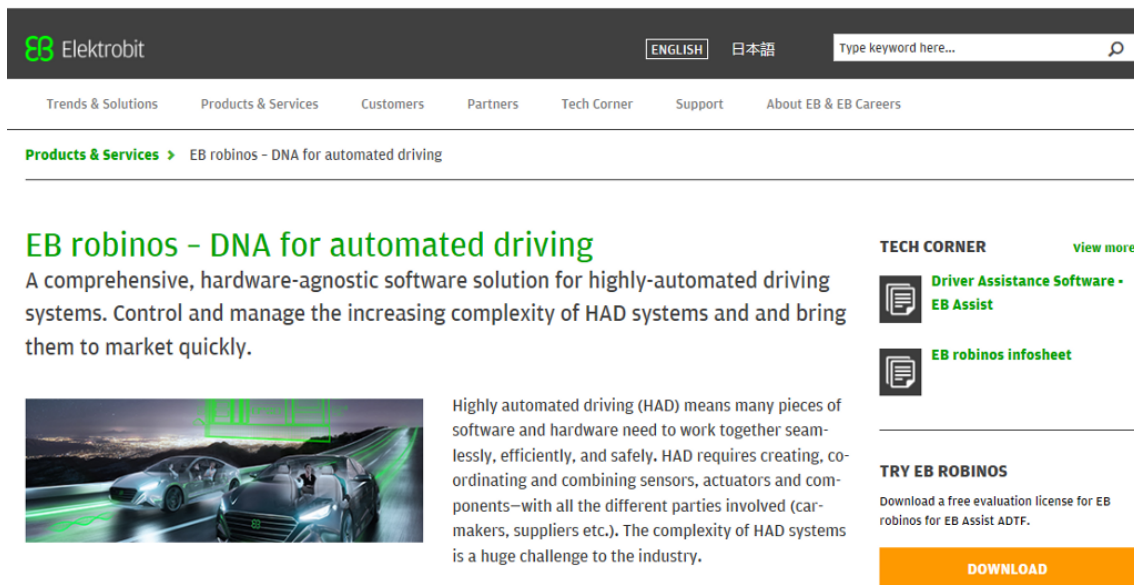 EB Elektrobit
ENGLISH 日本語 Type keyword here...
Trends & Solutions Products & Services Customers Partners Tech Corner Support About EB & EB Careers
Products & Services > EB robinos – DNA for automated driving
EB robinos – DNA for automated driving
A comprehensive, hardware-agnostic software solution for highly-automated driving
systems. Control and manage the increasing complexity of HAD systems and and bring
them to market quickly.
Highly automated driving (HAD) means many pieces of
software and hardware need to work together seam-
lessly, efficiently, and safely. HAD requires creating, co-
ordinating and combining sensors, actuators and com-
ponents—with all the different parties involved (car-
makers, suppliers etc.). The complexity of HAD systems
is a huge challenge to the industry.
TECH CORNER View more
Driver Assistance Software -
EB Assist
EB robinos infosheet
TRY EB ROBINOS
Download a free evaluation license for EB
robinos for EB Assist ADTF.
DOWNLOAD